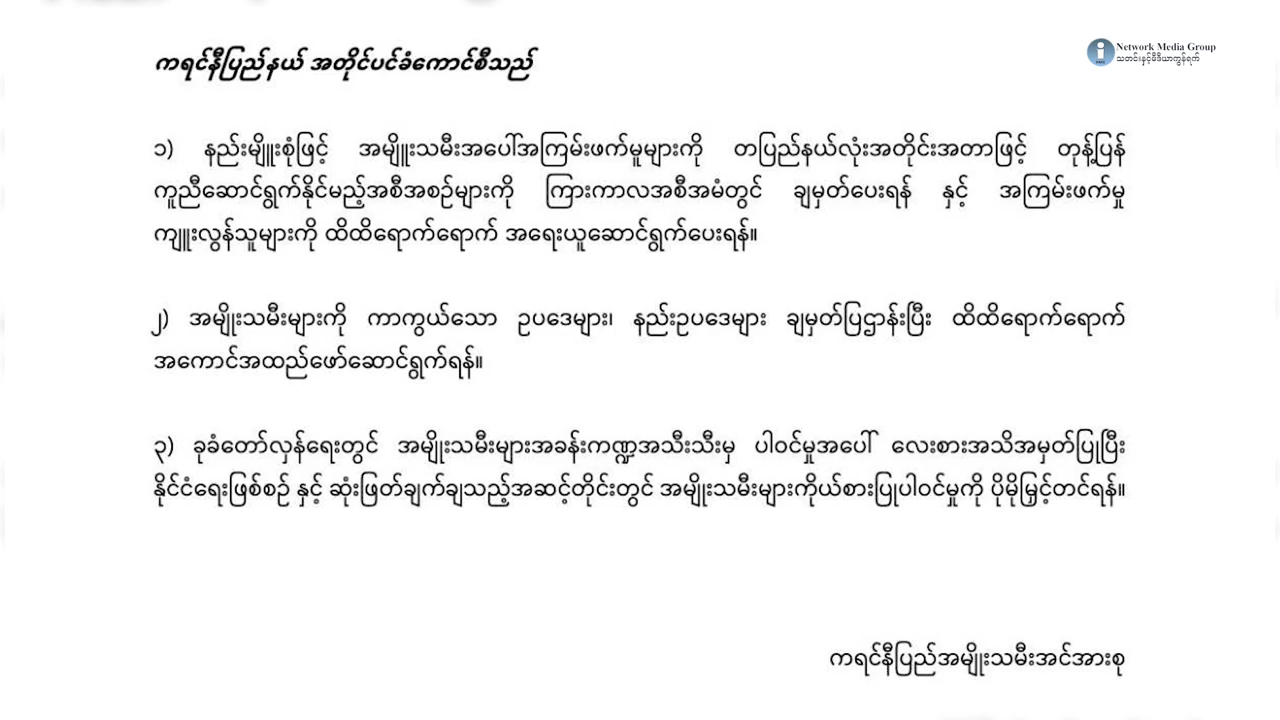 Network Media Group
သတင်းနှင့်မီဒီယာကွန်ရက်
ကရင်နီပြည်နယ် အတိုင်ပင်ခံကောင်စီသည်
၁) နည်းမျိူးစုံဖြင့် အမျိူးသမီးအပေါ်အကြမ်းဖက်မှုများကို တပြည်နယ်လုံးအတိုင်းအတာဖြင့် တုန့်ပြန်
ကူညီဆောင်ရွက်နိုင်မည့်အစီအစဉ်များကို ကြားကာလအစီအမံတွင် ချမှတ်ပေးရန် နှင့် အကြမ်းဖက်မှု
ကျူးလွန်သူများကို ထိထိရောက်ရောက် အရေးယူဆောင်ရွက်ပေးရန်။
၂) အမျိုးသမီးများကို ကာကွယ်သော ဥပဒေများ၊ နည်းဥပဒေများ ချမှတ်ပြဌာန်းပြီး ထိထိရောက်ရောက်
အကောင်အထည်ဖော်ဆောင်ရွက်ရန်။
၃) ခုခံတော်လှန်ရေးတွင် အမျိုးသမီးများအခန်းကဏ္ဍအသီးသီးမှ ပါဝင်မှုအပေါ် လေးစားအသိအမှတ်ပြုပြီး
နိုင်ငံရေးဖြစ်စဉ် နှင့် ဆုံးဖြတ်ချက်ချသည့်အဆင့်တိုင်းတွင် အမျိုးသမီးများကိုယ်စားပြုပါဝင်မှုကို ပိုမိုမြှင့်တင်ရန်။
ကရင်နီပြည်အမျိုးသမီးအင်အားစု